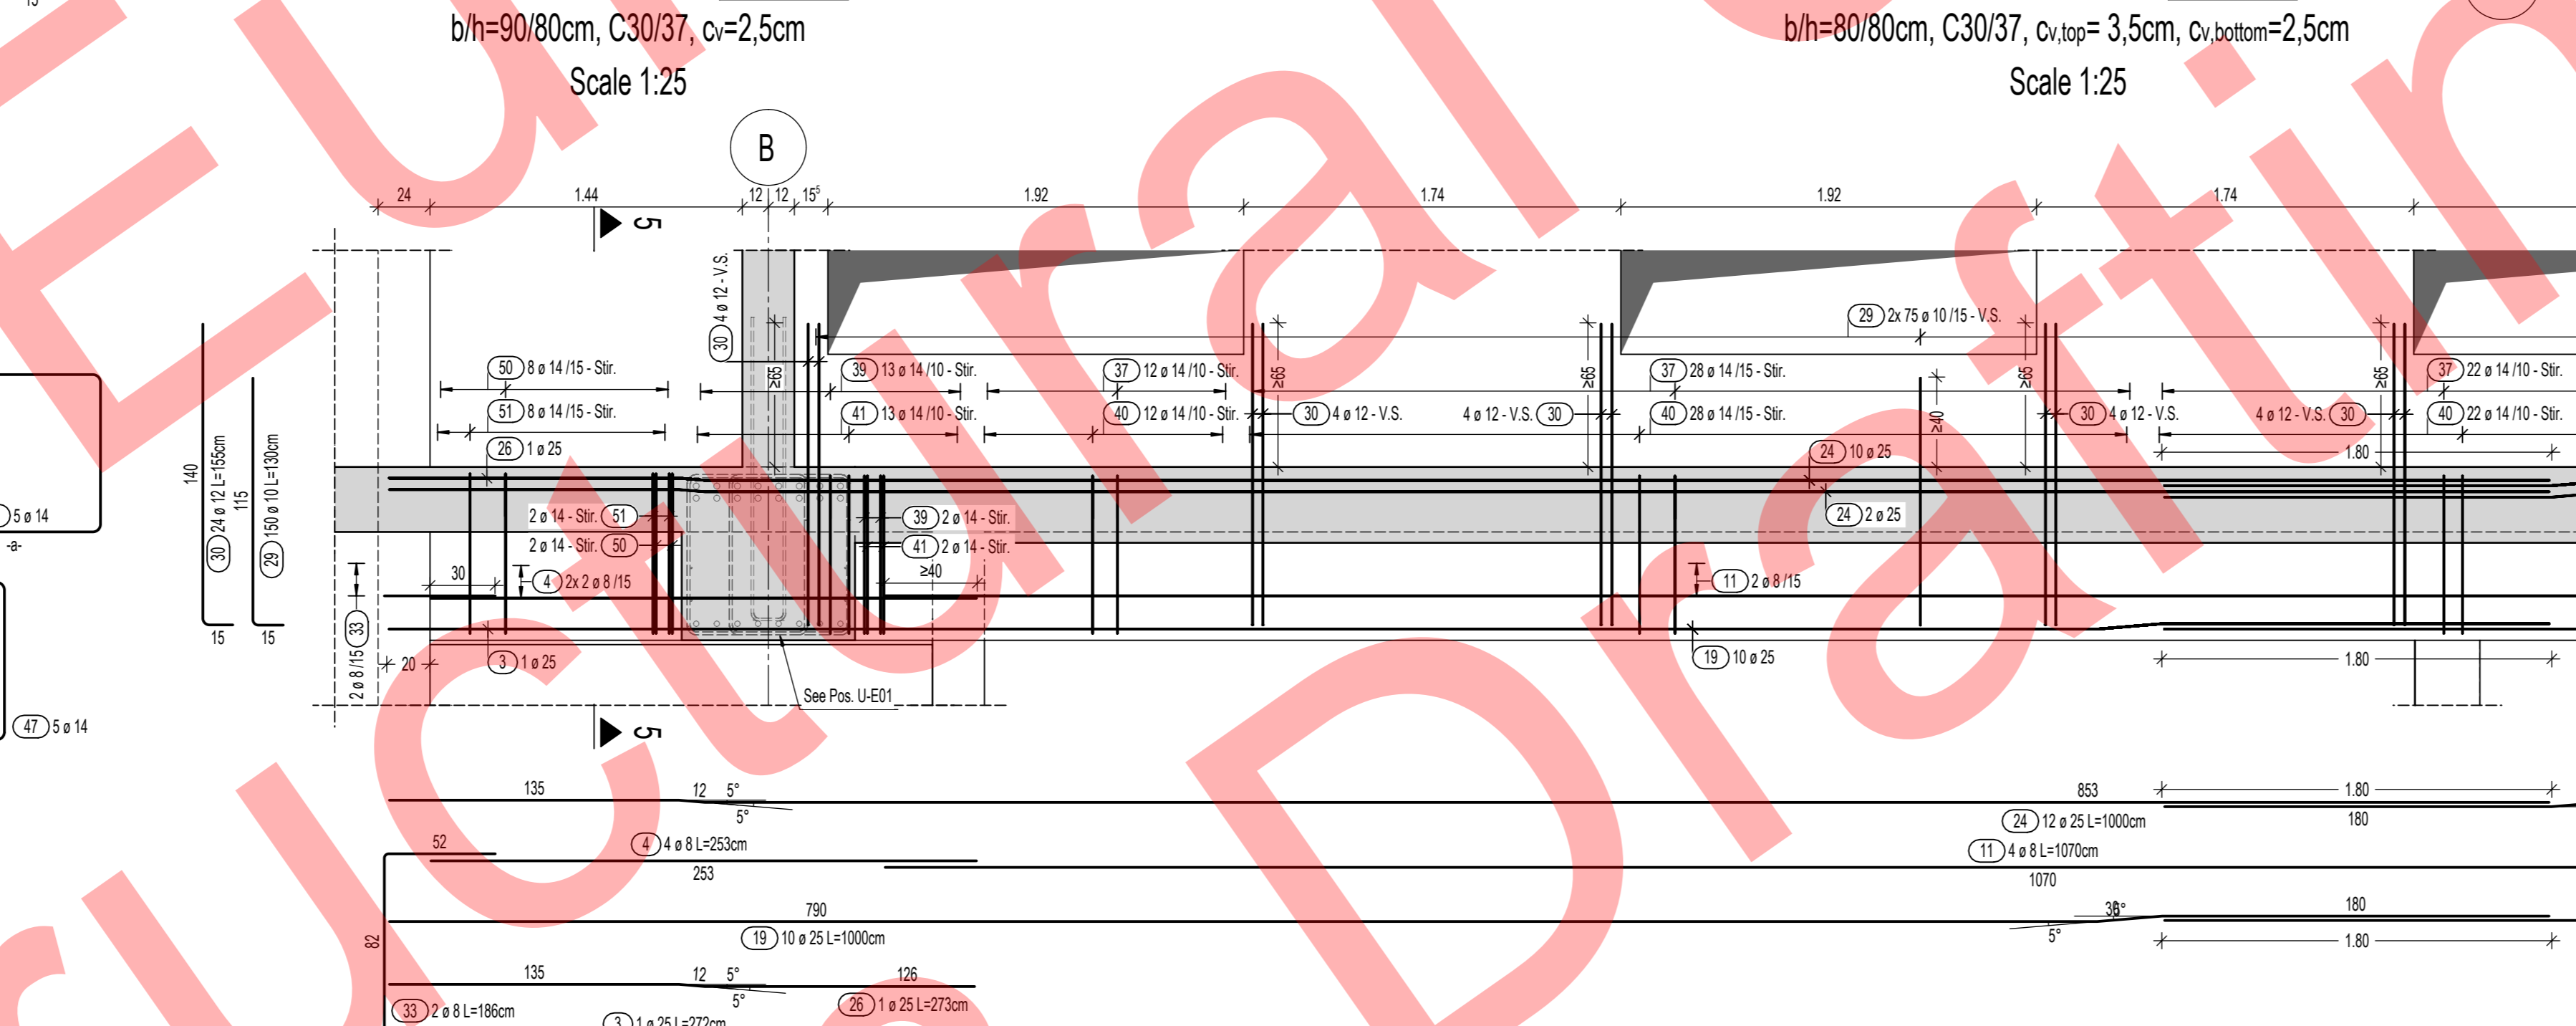 b/h=90/80cm, C30/37, cv=2,5cm
Scale 1:25
b/h=80/80cm, C30/37, cv,top= 3,5cm, cv,bottom=2,5cm
Scale 1:25
B
24 1.44 12 12 15⁵ 1.92 1.74 1.92 1.74
5
30 4 ø 12 - V.S.
29 2x 75 ø 10 /15 - V.S.
≥65 ≥65 ≥65 ≥65 ≥65
50 8 ø 14 /15 - Stir.
39 13 ø 14 /10 - Stir.
37 12 ø 14 /10 - Stir.
37 28 ø 14 /15 - Stir.
37 22 ø 14 /10 - Stir.
51 8 ø 14 /15 - Stir.
41 13 ø 14 /10 - Stir.
40 12 ø 14 /10 - Stir.
30 4 ø 12 - V.S.
4 ø 12 - V.S. 30
40 28 ø 14 /15 - Stir.
≥40
30 4 ø 12 - V.S.
4 ø 12 - V.S. 30
40 22 ø 14 /10 - Stir.
26 1 ø 25
24 10 ø 25
1.80
5 ø 14
-a-
140
30 24 ø 12 L=155cm
115
29 150 ø 10 L=130cm
15
15
2 ø 14 - Stir. 51
39 2 ø 14 - Stir.
24 2 ø 25
2 ø 14 - Stir. 50
41 2 ø 14 - Stir.
30
4 2x 2 ø 8 /15
≥40
11 2 ø 8 /15
2 ø 8 /15 33
20
3 1 ø 25
19 10 ø 25
1.80
See Pos. U-E01
47 5 ø 14
5
135 12 5° 853 1.80
5°
24 12 ø 25 L=1000cm
180
52
4 4 ø 8 L=253cm
11 4 ø 8 L=1070cm
253
1070
790
180
19 10 ø 25 L=1000cm
5°
1.80
82
135 12 5° 126
5°
33 2 ø 8 L=186cm
26 1 ø 25 L=273cm
3 1 ø 25 L=272cm